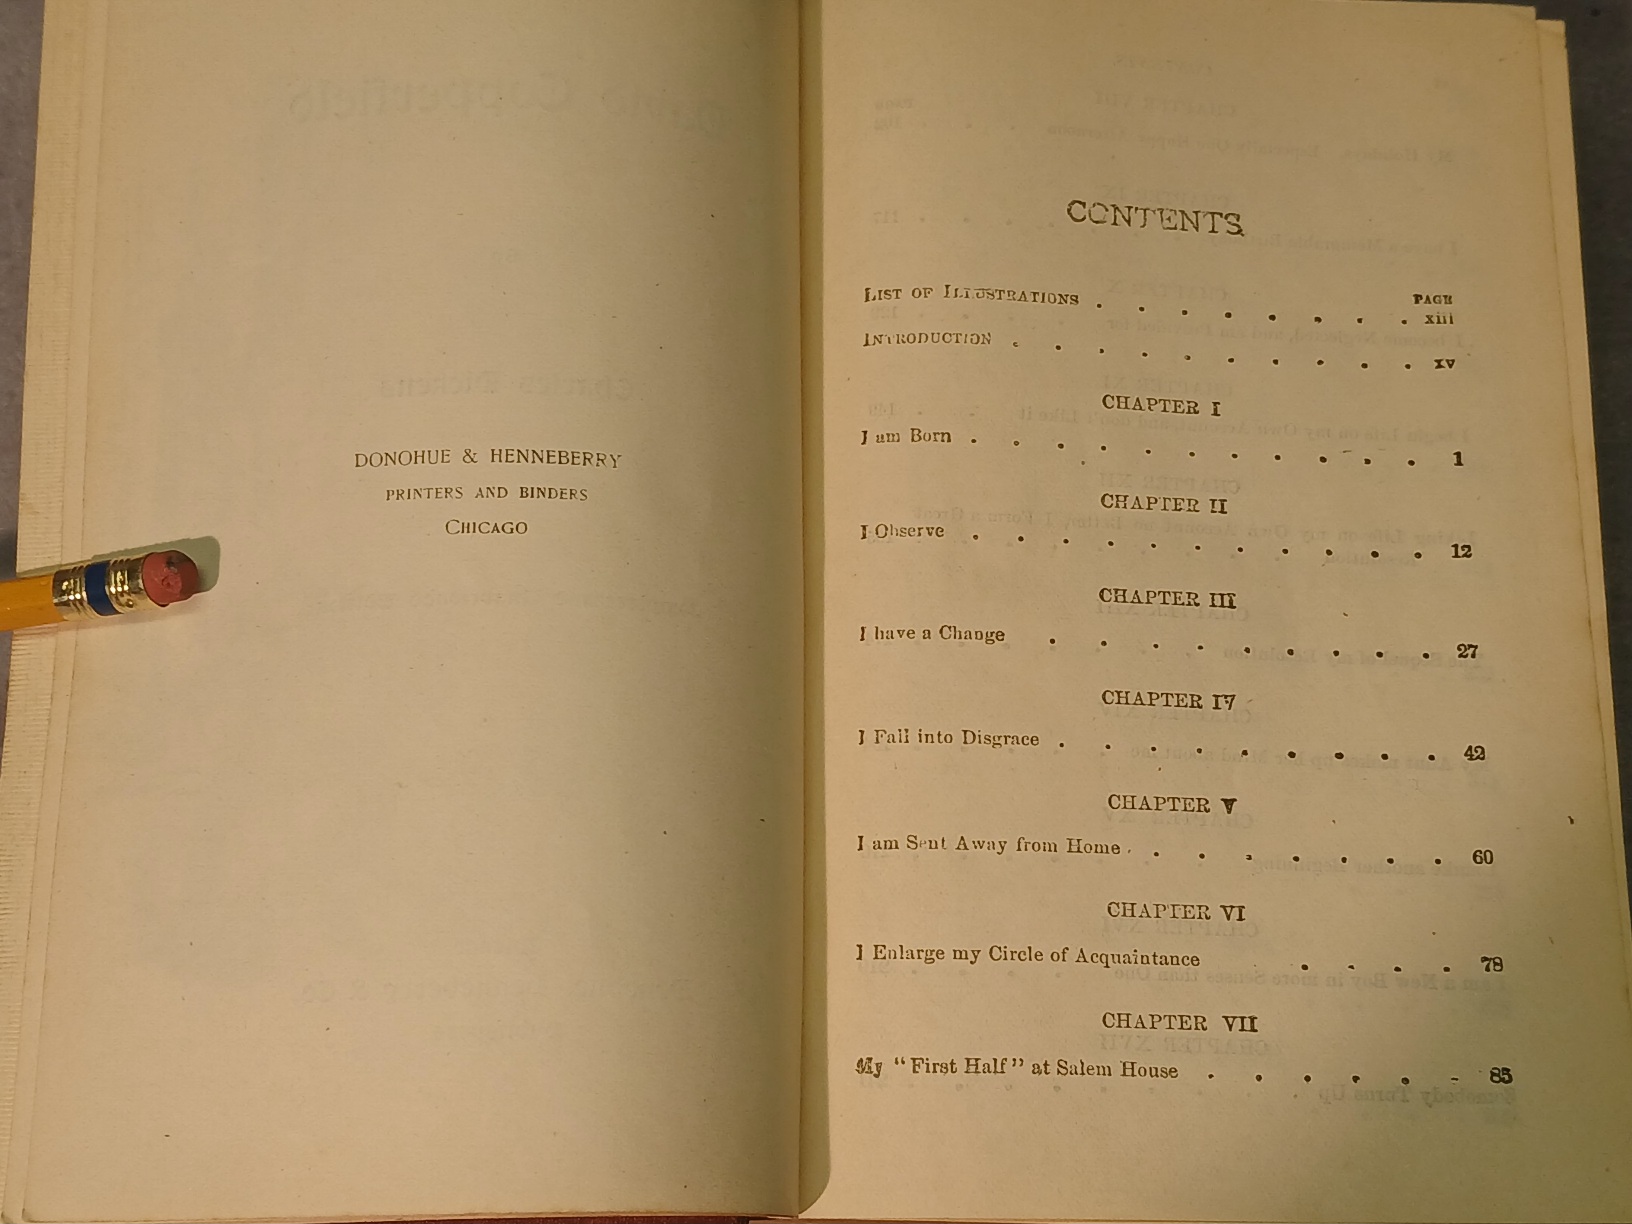 DONOHUE & HENNEBERRY
PRINTERS AND BINDERS
CHICAGO
CONTENTS
PAGE
LIST OF ILLUSTRATIONS . . . . . . . . xiii
INTRODUCTION . . . . . . . . . . xv
CHAPTER I
I am Born . . . . . . . . . . . 1
CHAPTER II
I Observe . . . . . . . . . . . 12
CHAPTER III
I have a Change . . . . . . . . . 27
CHAPTER IV
I Fall into Disgrace . . . . . . . . . 42
CHAPTER V
I am Sent Away from Home . . . . . . . . 60
CHAPTER VI
I Enlarge my Circle of Acquaintance . . . . 78
CHAPTER VII
My "First Half" at Salem House . . . . . . 85